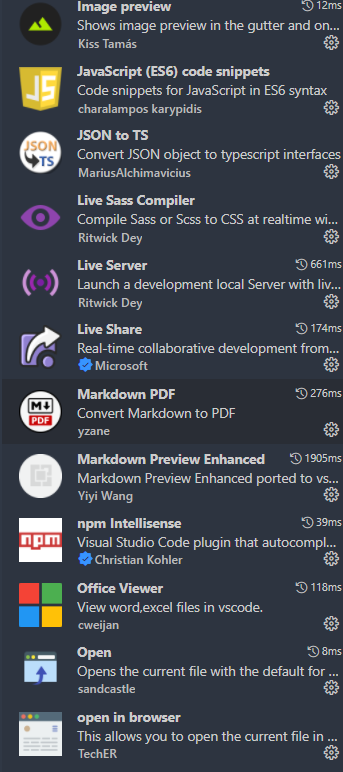 Image preview 12ms
Shows image preview in the gutter and on...
Kiss Tamás
JS
JavaScript (ES6) code snippets
Code snippets for JavaScript in ES6 syntax
charalampos karypidis
JSON
TS
JSON to TS
Convert JSON object to typescript interfaces
MariusAlchimavicius
Live Sass Compiler
Compile Sass or Scss to CSS at realtime wi...
Ritwick Dey
Live Server 661ms
Launch a development local Server with liv...
Ritwick Dey
Live Share 174ms
Real-time collaborative development from...
Microsoft
M
PDF
Markdown PDF 276ms
Convert Markdown to PDF
yzane
Markdown Preview Enhanced 1905ms
Markdown Preview Enhanced ported to vs...
Yiyi Wang
npm
npm Intellisense 39ms
Visual Studio Code plugin that autocompl...
Christian Kohler
Office Viewer 118ms
View word,excel files in vscode.
cweijan
Open 8ms
Opens the current file with the default for ...
sandcastle
open in browser
This allows you to open the current file in ...
TechER